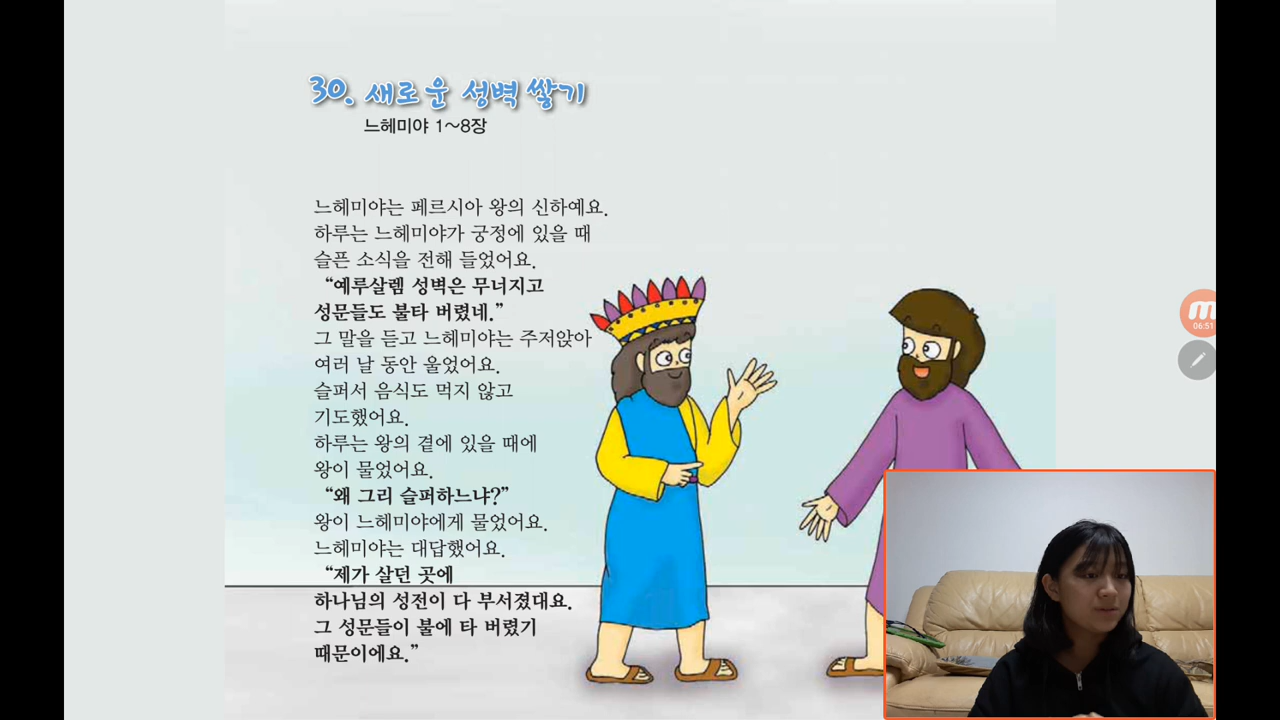 30. 새로운 성벽 쌓기
느헤미야 1~8장
느헤미야는 페르시아 왕의 신하예요.
하루는 느헤미야가 궁정에 있을 때
슬픈 소식을 전해 들었어요.
“예루살렘 성벽은 무너지고
성문들도 불타 버렸네.”
그 말을 듣고 느헤미야는 주저앉아
여러 날 동안 울었어요.
슬퍼서 음식도 먹지 않고
기도했어요.
하루는 왕의 곁에 있을 때에
왕이 물었어요.
“왜 그리 슬퍼하느냐?”
왕이 느헤미야에게 물었어요.
느헤미야는 대답했어요.
“제가 살던 곳에
하나님의 성전이 다 부서졌대요.
그 성문들이 불에 타 버렸기
때문이에요.”
06:51